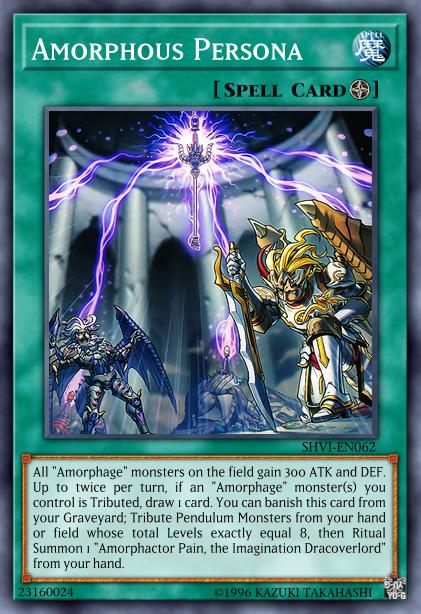 AMORPHOUS PERSONA
SPELL
魔
[SPELL CARD]
SHVI-EN062
All "Amorphage" monsters on the field gain 300 ATK and DEF.
Up to twice per turn, if an "Amorphage" monster(s) you
control is Tributed, draw 1 card. You can banish this card from
your Graveyard; Tribute Pendulum Monsters from your hand
or field whose total Levels exactly equal 8, then Ritual
Summon 1 "Amorphactor Pain, the Imagination Dracoverlord"
from your hand.
23160024
©1996 KAZUKI TAKAHASHI